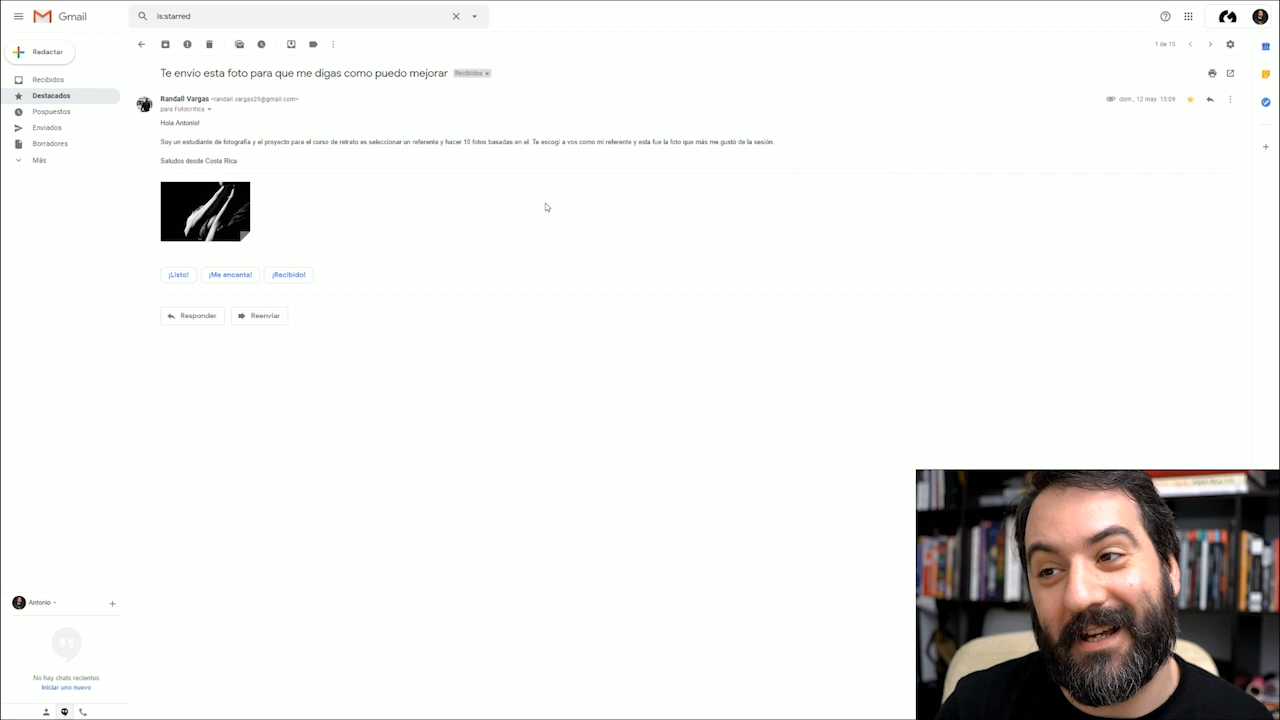 Gmail
is:starred
Redactar
1 de 15
Te envío esta foto para que me digas como puedo mejorar Recibidos x
Recibidos
Destacados
Pospuestos
Enviados
Borradores
Más
Randall Vargas <randall.vargas29@gmail.com>
dom., 12 may. 15:09
para Fotocrítica
Hola Antonio!
Soy un estudiante de fotografía y el proyecto para el curso de retrato es seleccionar un referente y hacer 10 fotos basadas en el. Te escogí a vos como mi referente y esta fue la foto que más me gustó de la sesión.
Saludos desde Costa Rica
¡Listo!
¡Me encanta!
¡Recibido!
Responder
Reenviar
Antonio
No hay chats recientes
Iniciar uno nuevo